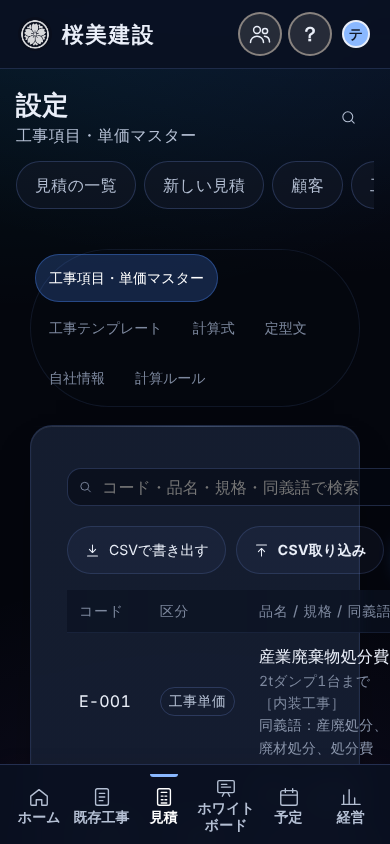 桜美建設
?
テ
設定
工事項目・単価マスター
見積の一覧
新しい見積
顧客
工事項目・単価マスター
工事テンプレート
計算式
定型文
自社情報
計算ルール
コード・品名・規格・同義語で検索
CSVで書き出す
CSV取り込み
コード
区分
品名 / 規格 / 同義語
E-001
工事単価
産業廃棄物処分費
2tダンプ1台まで
［内装工事］
同義語：産廃処分、
廃材処分、処分費
ホーム
既存工事
見積
ホワイト
ボード
予定
経営